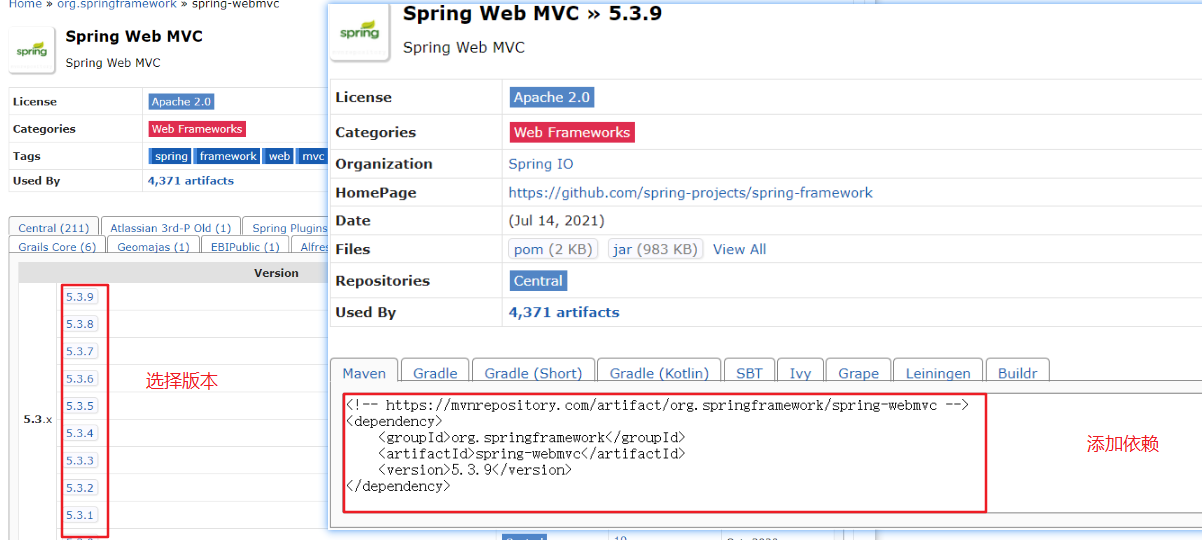 Home » org.springframework » spring-webmvc
spring
Spring Web MVC
Spring Web MVC
License Apache 2.0
Categories Web Frameworks
Tags spring framework web mvc
Used By 4,371 artifacts
Central (211) Atlassian 3rd-P Old (1) Spring Plugins
Grails Core (6) Geomajas (1) EBIPublic (1) Alfres
Version
5.3.x
5.3.9
5.3.8
5.3.7
5.3.6
5.3.5
5.3.4
5.3.3
5.3.2
5.3.1
选择版本
spring
Spring Web MVC » 5.3.9
Spring Web MVC
License Apache 2.0
Categories Web Frameworks
Organization Spring IO
HomePage https://github.com/spring-projects/spring-framework
Date (Jul 14, 2021)
Files pom (2 KB) jar (983 KB) View All
Repositories Central
Used By 4,371 artifacts
Maven Gradle Gradle (Short) Gradle (Kotlin) SBT Ivy Grape Leiningen Buildr
<!-- https://mvnrepository.com/artifact/org.springframework/spring-webmvc -->
<dependency>
    <groupId>org.springframework</groupId>
    <artifactId>spring-webmvc</artifactId>
    <version>5.3.9</version>
</dependency>
添加依赖